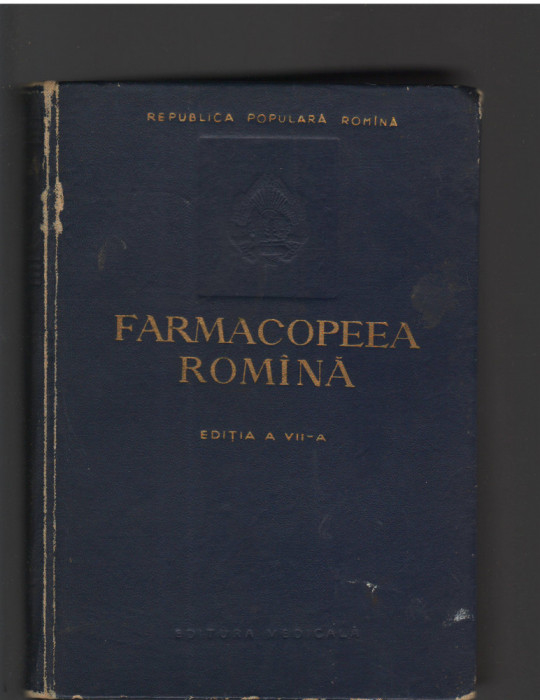 REPUBLICA POPULARĂ ROMÎNĂ
FARMACOPEEA
ROMÎNĂ
EDIȚIA A VII-A
EDITURA MEDICALĂ